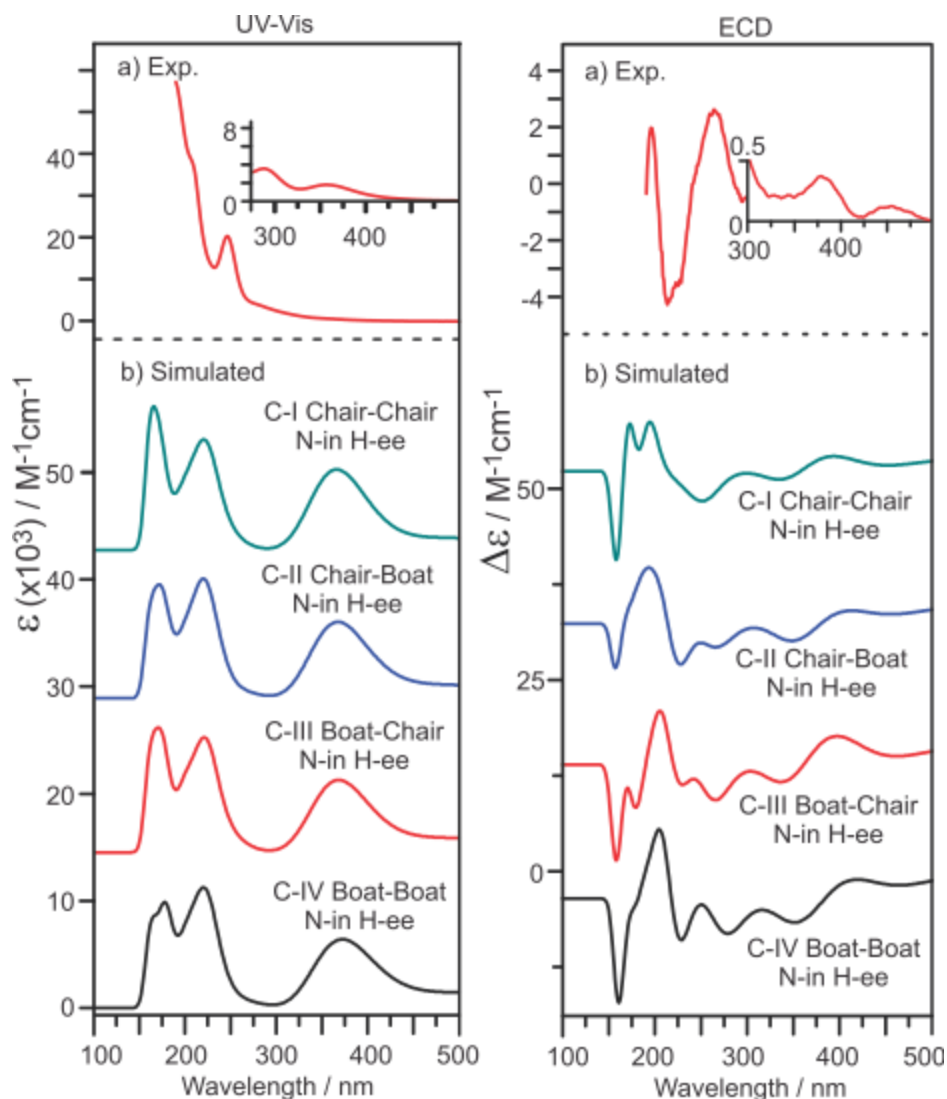 UV-Vis
a) Exp.
8
0
300 400
40
20
0
b) Simulated
C-I Chair-Chair
N-in H-ee
50
C-II Chair-Boat
N-in H-ee
40
30
C-III Boat-Chair
N-in H-ee
20
C-IV Boat-Boat
N-in H-ee
10
0
ε (x10³) / M⁻¹cm⁻¹
100 200 300 400 500
Wavelength / nm
ECD
a) Exp.
4
2
0
-2
-4
0.5
0
300 400
b) Simulated
C-I Chair-Chair
N-in H-ee
50
C-II Chair-Boat
N-in H-ee
25
C-III Boat-Chair
N-in H-ee
0
C-IV Boat-Boat
N-in H-ee
Δε / M⁻¹cm⁻¹
100 200 300 400 500
Wavelength / nm